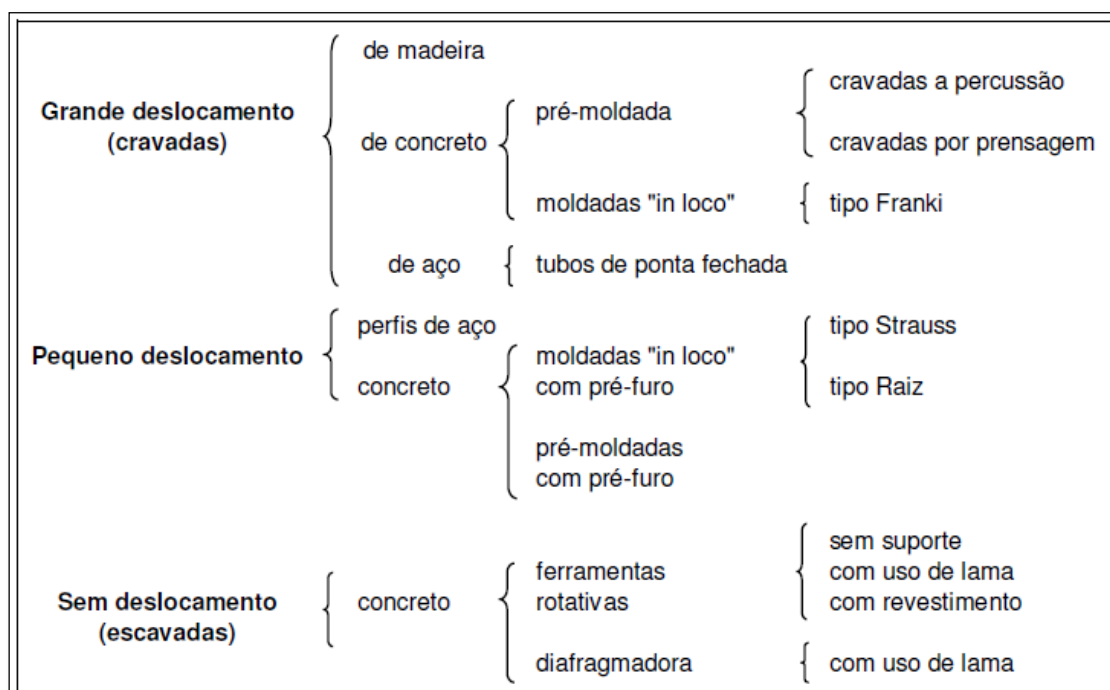 de madeira
cravadas a percussão
Grande deslocamento
(cravadas)
pré-moldada
de concreto
cravadas por prensagem
moldadas "in loco"
tipo Franki
de aço
tubos de ponta fechada
perfis de aço
tipo Strauss
Pequeno deslocamento
moldadas "in loco"
com pré-furo
concreto
tipo Raiz
pré-moldadas
com pré-furo
sem suporte
ferramentas
rotativas
com uso de lama
com revestimento
Sem deslocamento
(escavadas)
concreto
diafragmadora
com uso de lama